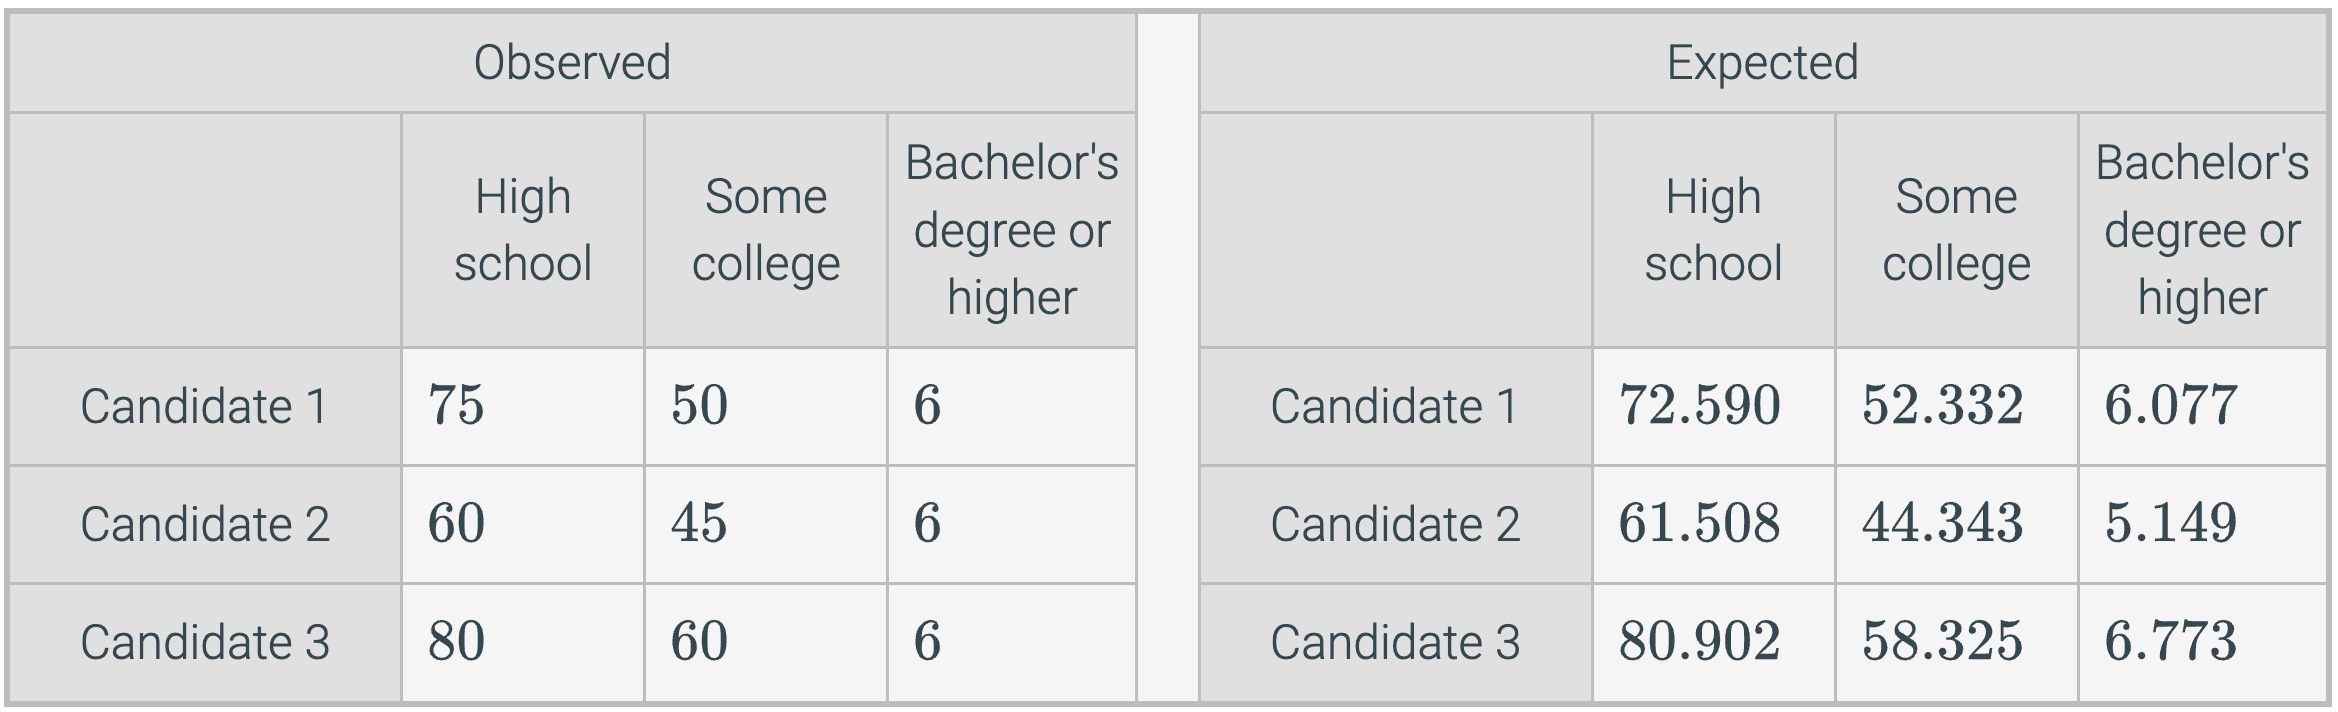 Observed Expected
High school Some college Bachelor's degree or higher High school Some college Bachelor's degree or higher
Candidate 1 75 50 6 Candidate 1 72.590 52.332 6.077
Candidate 2 60 45 6 Candidate 2 61.508 44.343 5.149
Candidate 3 80 60 6 Candidate 3 80.902 58.325 6.773